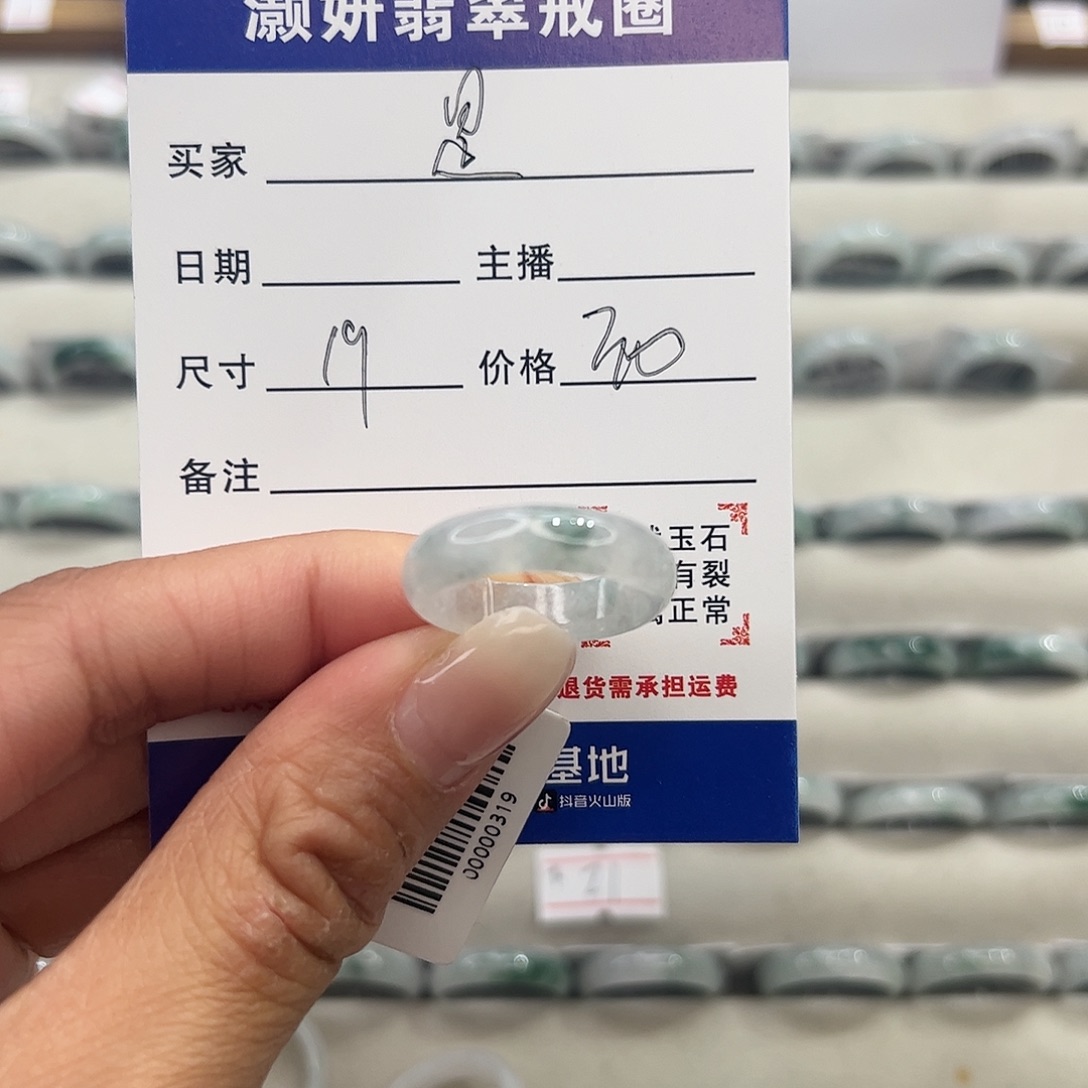 灏妍翡翠戒圈
买家
日期 主播
尺寸 19 价格
备注
玉石
有裂
正常
退货需承担运费
基地
抖音火山版
00000319
21